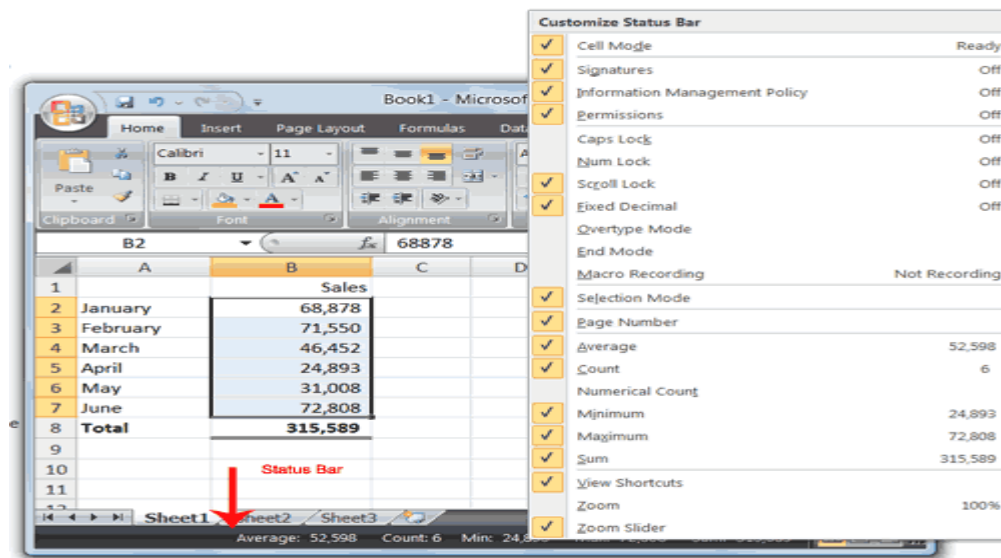 Customize Status Bar
Cell Mode Ready
Signatures Off
Information Management Policy Off
Permissions Off
Caps Lock Off
Num Lock Off
Scroll Lock Off
Fixed Decimal Off
Overtype Mode
End Mode
Macro Recording Not Recording
Selection Mode
Page Number
Average 52,598
Count 6
Numerical Count
Minimum 24,893
Maximum 72,808
Sum 315,589
View Shortcuts
Zoom 100%
Zoom Slider
Book1 - Microsof
Home Insert Page Layout Formulas Data
Calibri 11
B I U A A
Paste
Clipboard Font Alignment
B2 fx 68878
A B C D
1 Sales
2 January 68,878
3 February 71,550
4 March 46,452
5 April 24,893
6 May 31,008
7 June 72,808
8 Total 315,589
9
10 Status Bar
11
Sheet1 Sheet2 Sheet3
Average: 52,598 Count: 6 Min: 24,8